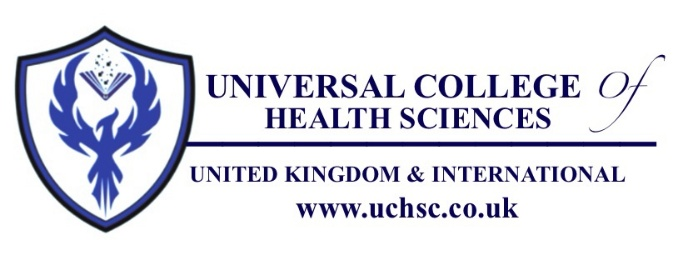 UNIVERSAL COLLEGE of
HEALTH SCIENCES
UNITED KINGDOM & INTERNATIONAL
www.uchsc.co.uk